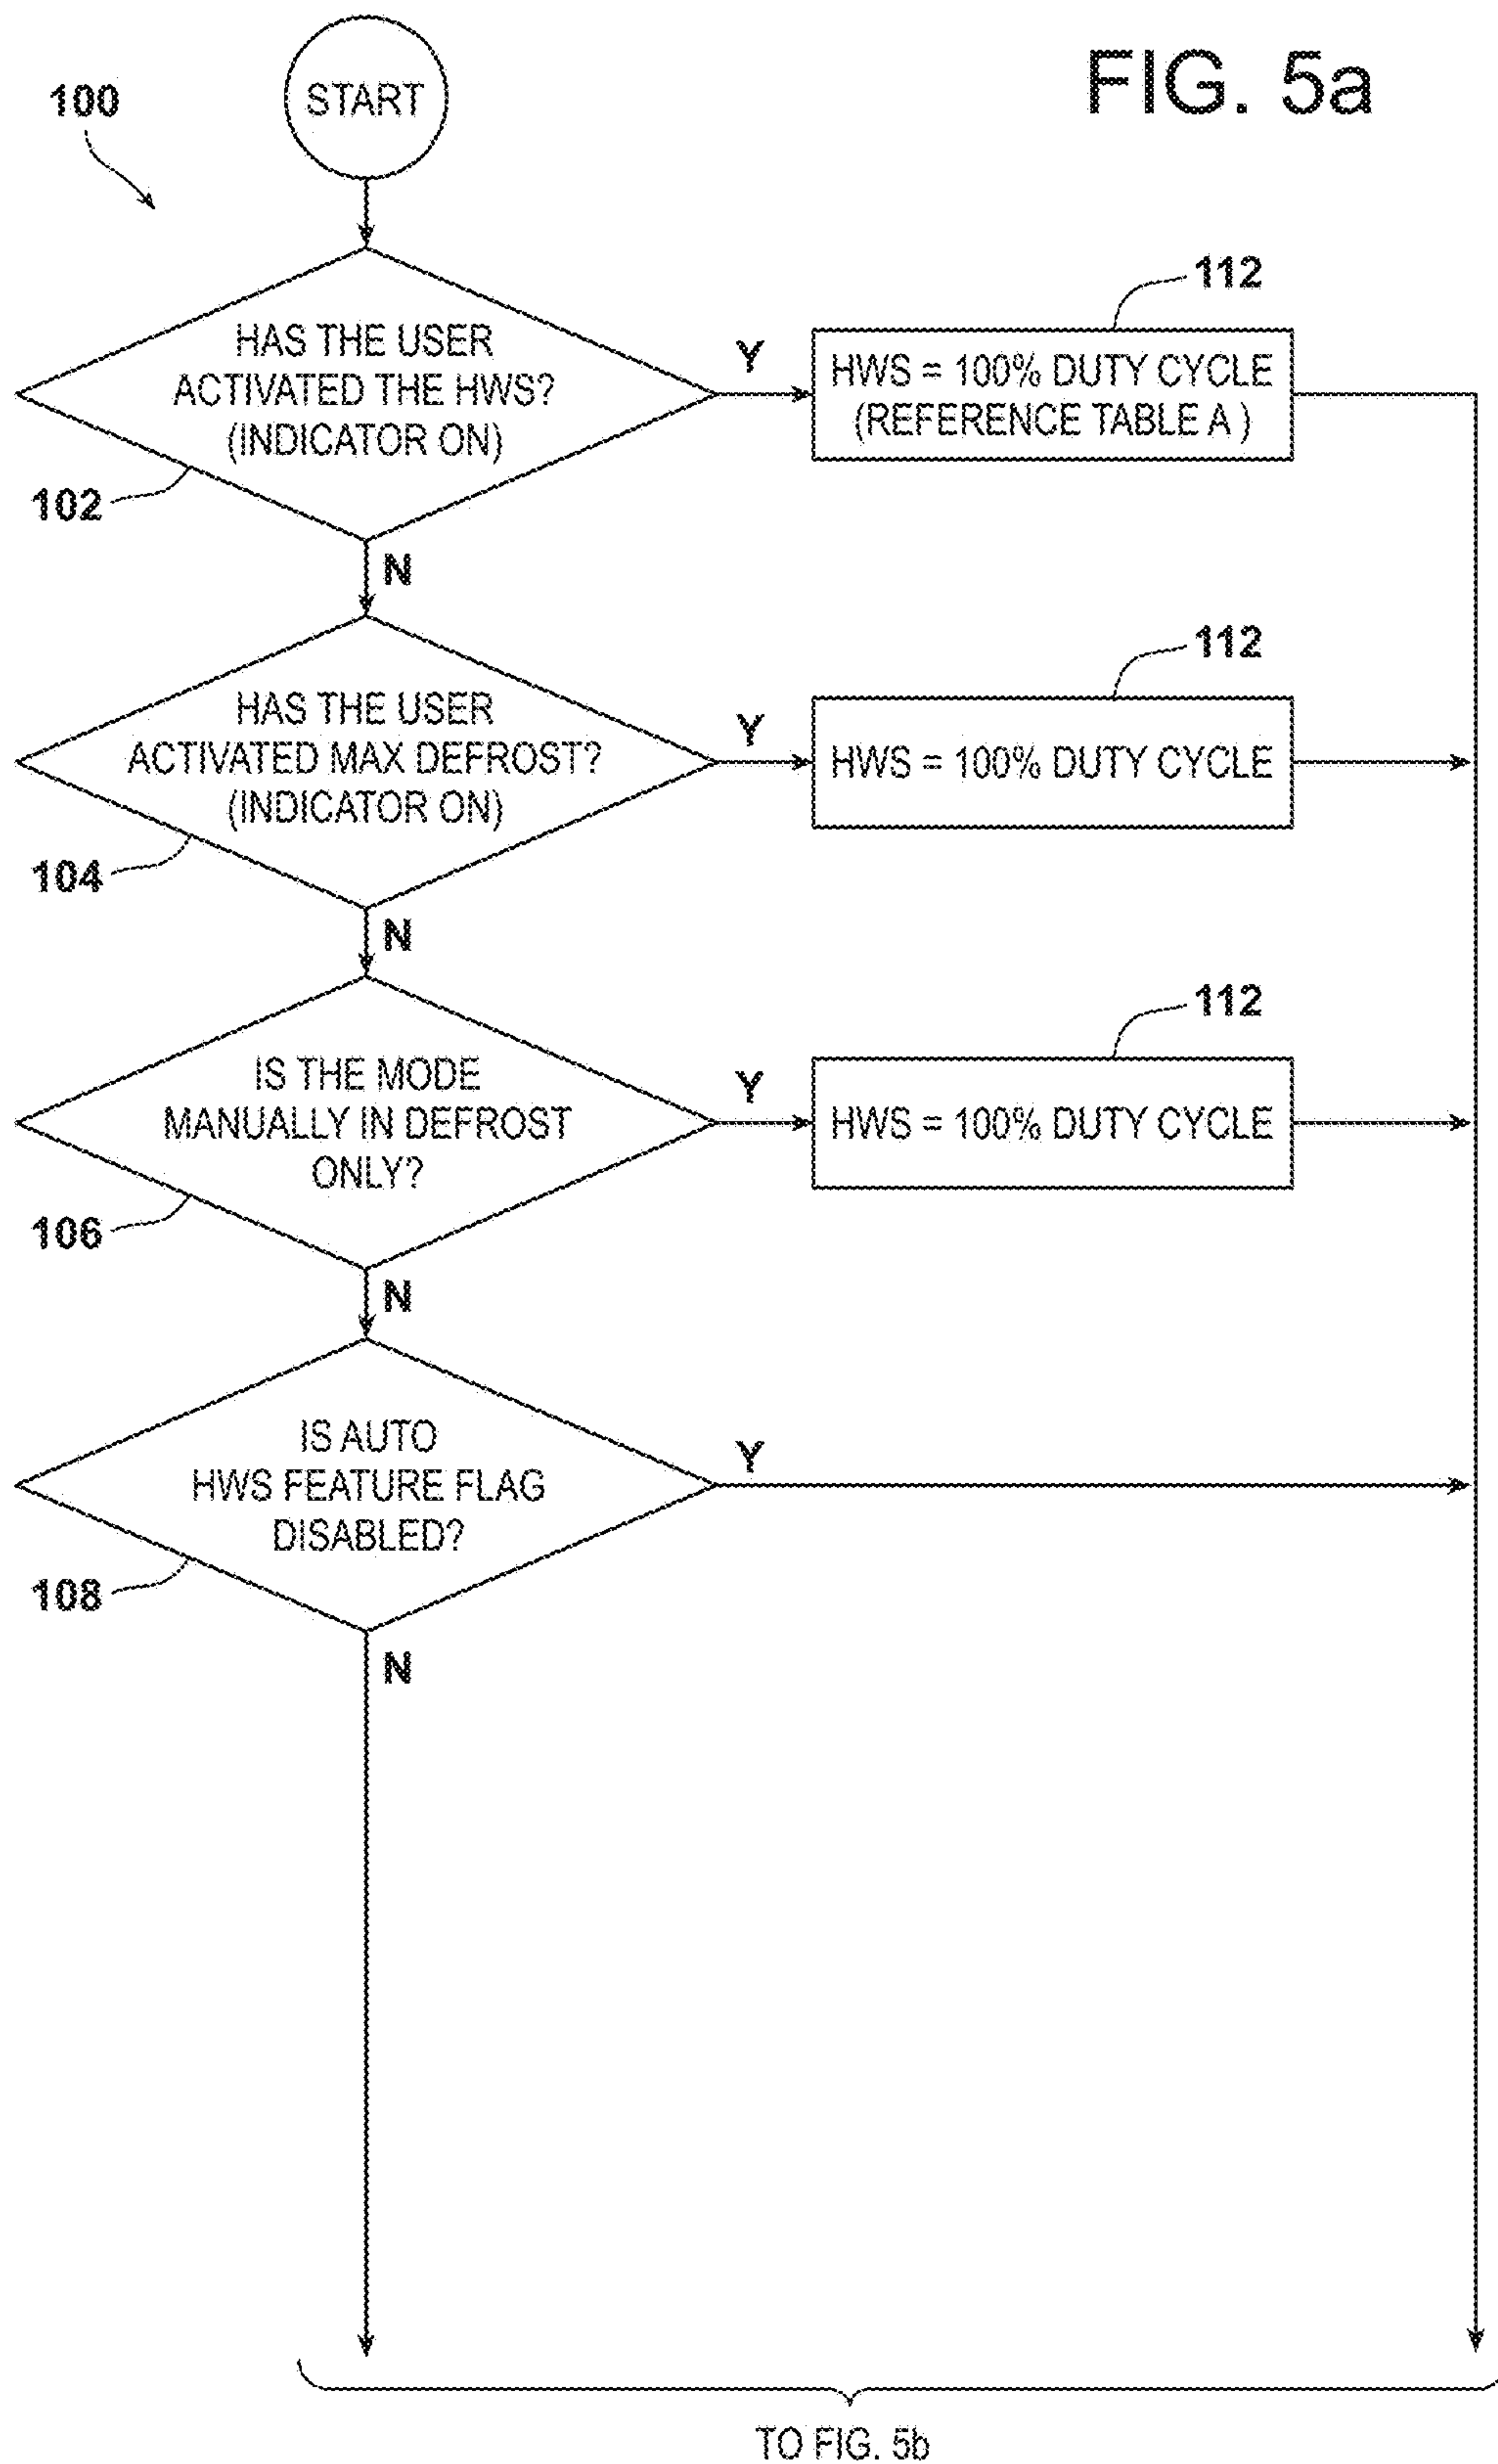 FIG. 5a
100
START
HAS THE USER
ACTIVATED THE HWS?
(INDICATOR ON)
102
Y
112
HWS = 100% DUTY CYCLE
(REFERENCE TABLE A )
N
HAS THE USER
ACTIVATED MAX DEFROST?
(INDICATOR ON)
104
Y
112
HWS = 100% DUTY CYCLE
N
IS THE MODE
MANUALLY IN DEFROST
ONLY?
106
Y
112
HWS = 100% DUTY CYCLE
N
IS AUTO
HWS FEATURE FLAG
DISABLED?
108
Y
N
TO FIG. 5b